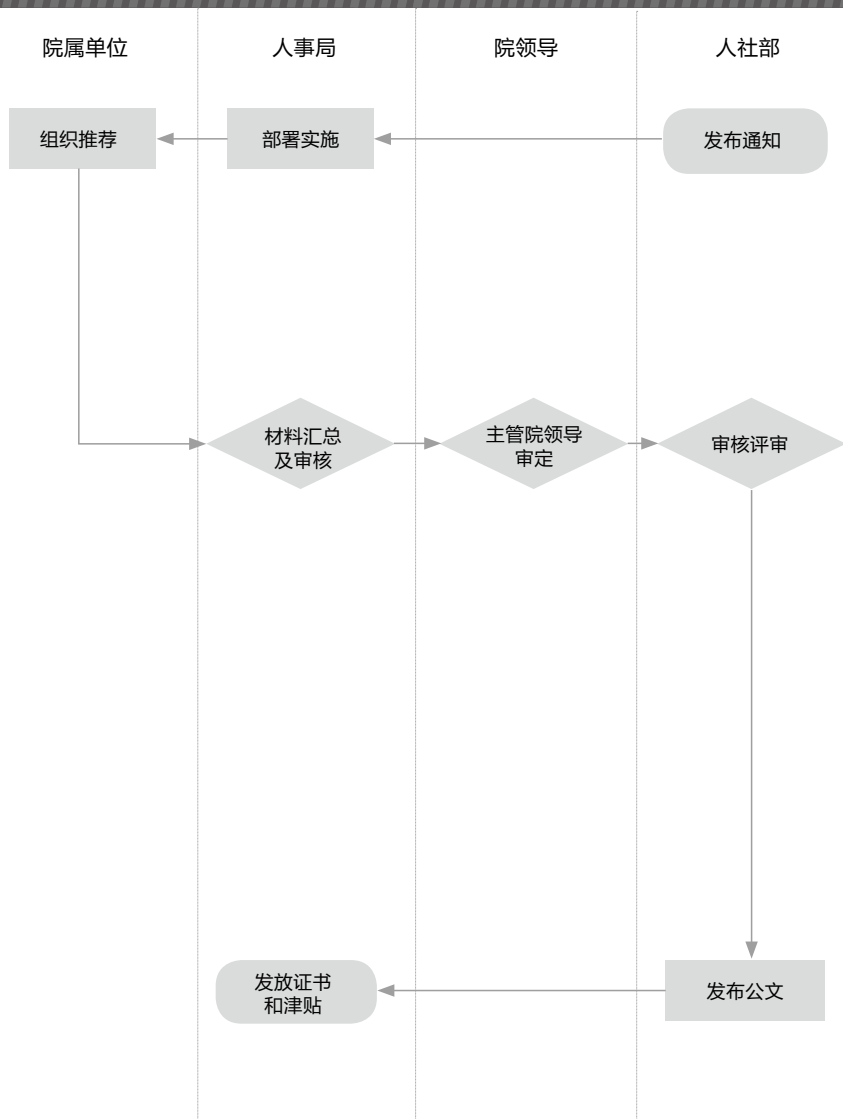 院属单位
人事局
院领导
人社部
组织推荐
部署实施
发布通知
材料汇总
及审核
主管院领导
审定
审核评审
发放证书
和津贴
发布公文